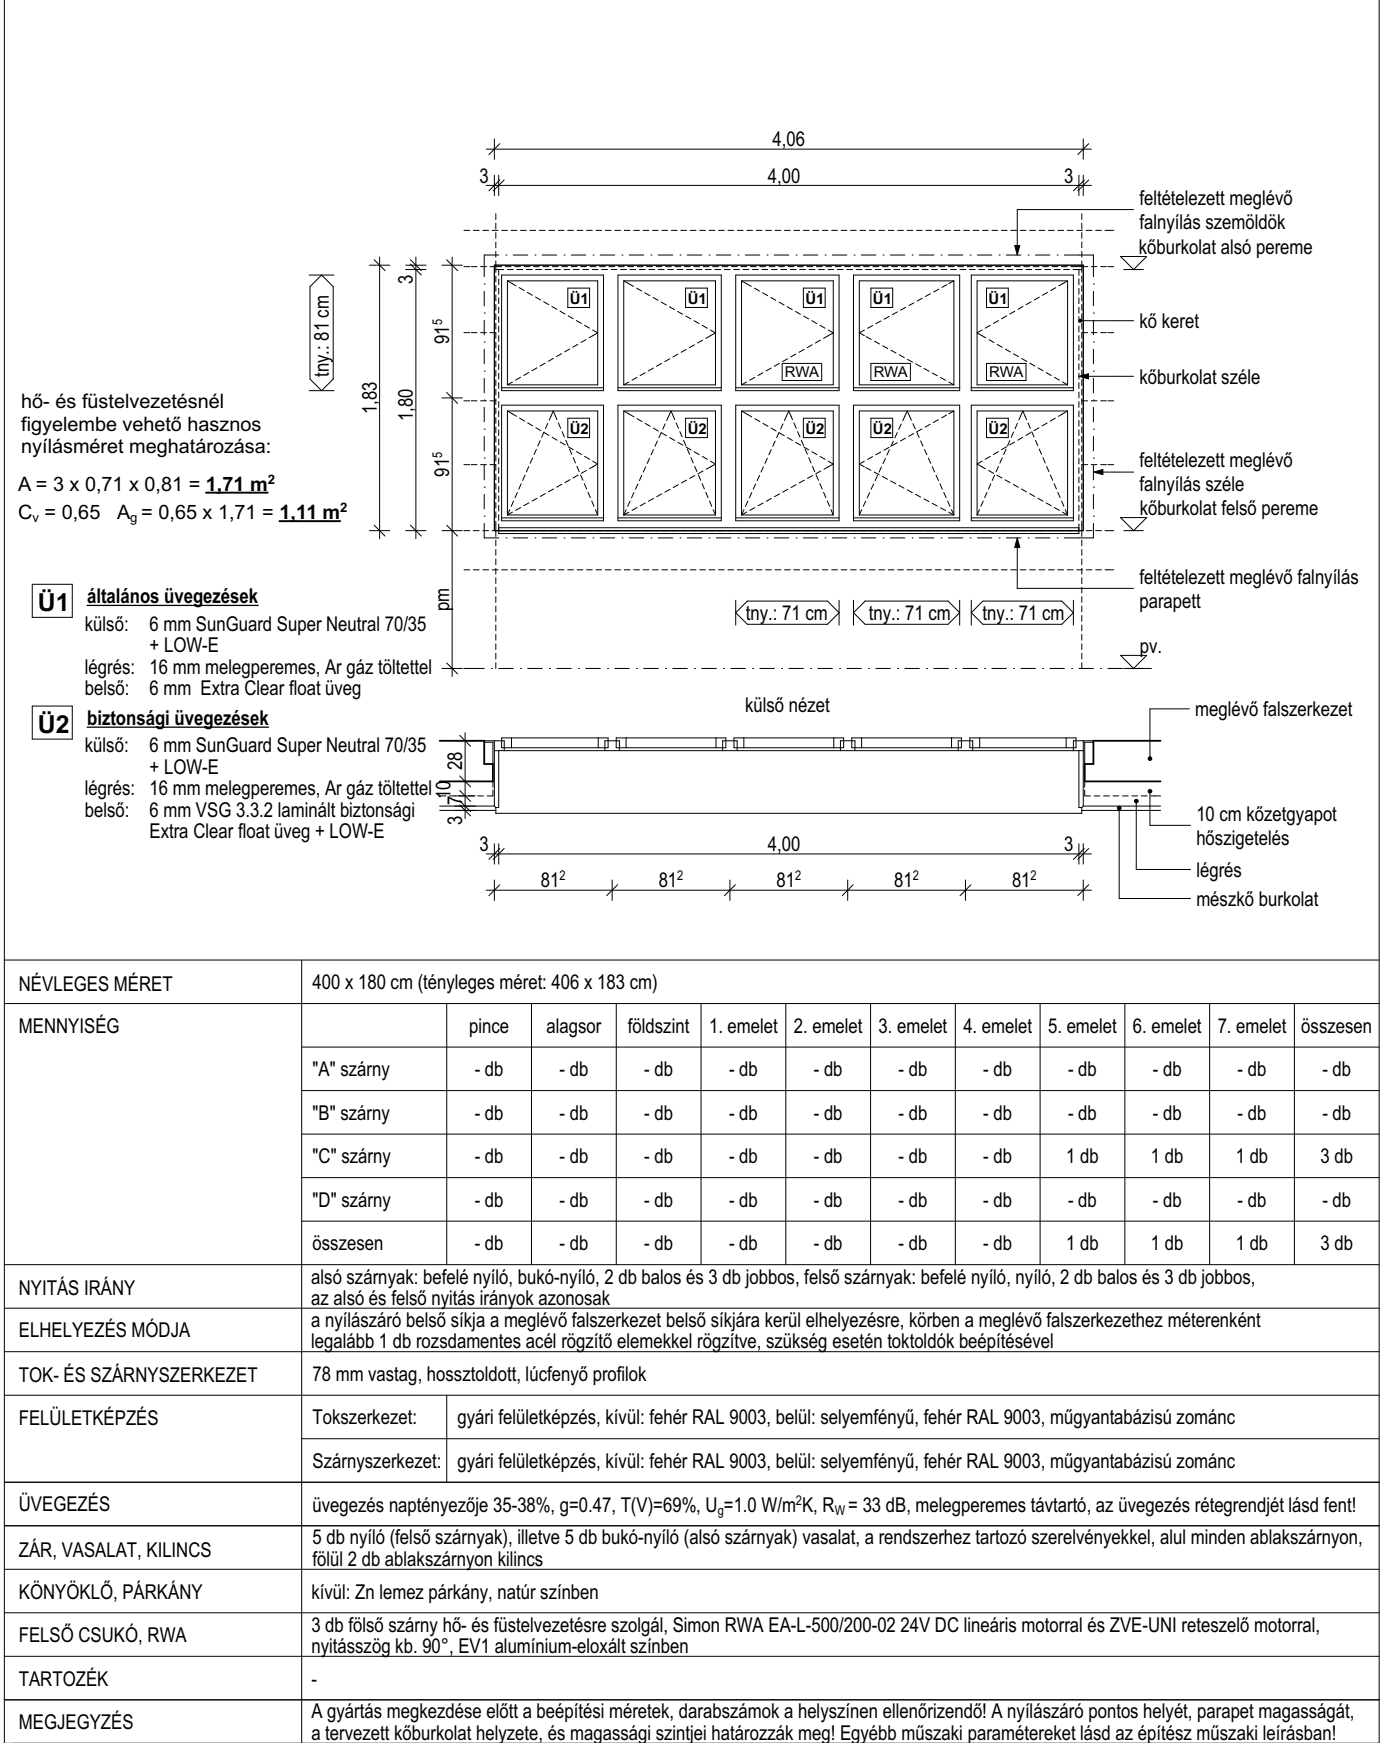 4,06
3 4,00 3
feltételezett meglévő
falnyílás szemöldök
kőburkolat alsó pereme
3
tny.: 81 cm
91⁵
1,83
1,80
91⁵
Ü1 Ü1 Ü1 Ü1 Ü1
RWA RWA RWA
Ü2 Ü2 Ü2 Ü2 Ü2
kő keret
kőburkolat széle
feltételezett meglévő
falnyílás széle
kőburkolat felső pereme
feltételezett meglévő falnyílás
parapett
hő- és füstelvezetésnél
figyelembe vehető hasznos
nyílásméret meghatározása:
A = 3 x 0,71 x 0,81 = 1,71 m²
Cᵥ = 0,65 A_g = 0,65 x 1,71 = 1,11 m²
pm
tny.: 71 cm tny.: 71 cm tny.: 71 cm
pv.
Ü1 általános üvegezések
külső: 6 mm SunGuard Super Neutral 70/35
+ LOW-E
légrés: 16 mm melegperemes, Ar gáz töltettel
belső: 6 mm Extra Clear float üveg
Ü2 biztonsági üvegezések
külső: 6 mm SunGuard Super Neutral 70/35
+ LOW-E
légrés: 16 mm melegperemes, Ar gáz töltettel
belső: 6 mm VSG 3.3.2 laminált biztonsági
Extra Clear float üveg + LOW-E
külső nézet
28
10
7
3
meglévő falszerkezet
10 cm kőzetgyapot
hőszigetelés
légrés
mészkő burkolat
3 4,00 3
81² 81² 81² 81² 81²
NÉVLEGES MÉRET 400 x 180 cm (tényleges méret: 406 x 183 cm)
MENNYISÉG pince alagsor földszint 1. emelet 2. emelet 3. emelet 4. emelet 5. emelet 6. emelet 7. emelet összesen
"A" szárny - db - db - db - db - db - db - db - db - db - db - db
"B" szárny - db - db - db - db - db - db - db - db - db - db - db
"C" szárny - db - db - db - db - db - db - db 1 db 1 db 1 db 3 db
"D" szárny - db - db - db - db - db - db - db - db - db - db - db
összesen - db - db - db - db - db - db - db 1 db 1 db 1 db 3 db
NYITÁS IRÁNY alsó szárnyak: befelé nyíló, bukó-nyíló, 2 db balos és 3 db jobbos, felső szárnyak: befelé nyíló, nyíló, 2 db balos és 3 db jobbos,
az alsó és felső nyitás irányok azonosak
ELHELYEZÉS MÓDJA a nyílászáró belső síkja a meglévő falszerkezet belső síkjára kerül elhelyezésre, körben a meglévő falszerkezethez méterenként
legalább 1 db rozsdamentes acél rögzítő elemekkel rögzítve, szükség esetén toktoldók beépítésével
TOK- ÉS SZÁRNYSZERKEZET 78 mm vastag, hossztoldott, lúcfenyő profilok
FELÜLETKÉPZÉS Tokszerkezet: gyári felületképzés, kívül: fehér RAL 9003, belül: selyemfényű, fehér RAL 9003, műgyantabázisú zománc
Szárnyszerkezet: gyári felületképzés, kívül: fehér RAL 9003, belül: selyemfényű, fehér RAL 9003, műgyantabázisú zománc
ÜVEGEZÉS üvegezés naptényezője 35-38%, g=0.47, T(V)=69%, U_g=1.0 W/m²K, R_W = 33 dB, melegperemes távtartó, az üvegezés rétegrendjét lásd fent!
ZÁR, VASALAT, KILINCS 5 db nyíló (felső szárnyak), illetve 5 db bukó-nyíló (alsó szárnyak) vasalat, a rendszerhez tartozó szerelvényekkel, alul minden ablakszárnyon,
fölül 2 db ablakszárnyon kilincs
KÖNYÖKLŐ, PÁRKÁNY kívül: Zn lemez párkány, natúr színben
FELSŐ CSUKÓ, RWA 3 db fölső szárny hő- és füstelvezetésre szolgál, Simon RWA EA-L-500/200-02 24V DC lineáris motorral és ZVE-UNI reteszelő motorral,
nyitásszög kb. 90°, EV1 alumínium-eloxált színben
TARTOZÉK -
MEGJEGYZÉS A gyártás megkezdése előtt a beépítési méretek, darabszámok a helyszínen ellenőrizendő! A nyílászáró pontos helyét, parapet magasságát,
a tervezett kőburkolat helyzete, és magassági szintjei határozzák meg! Egyébb műszaki paramétereket lásd az építész műszaki leírásban!